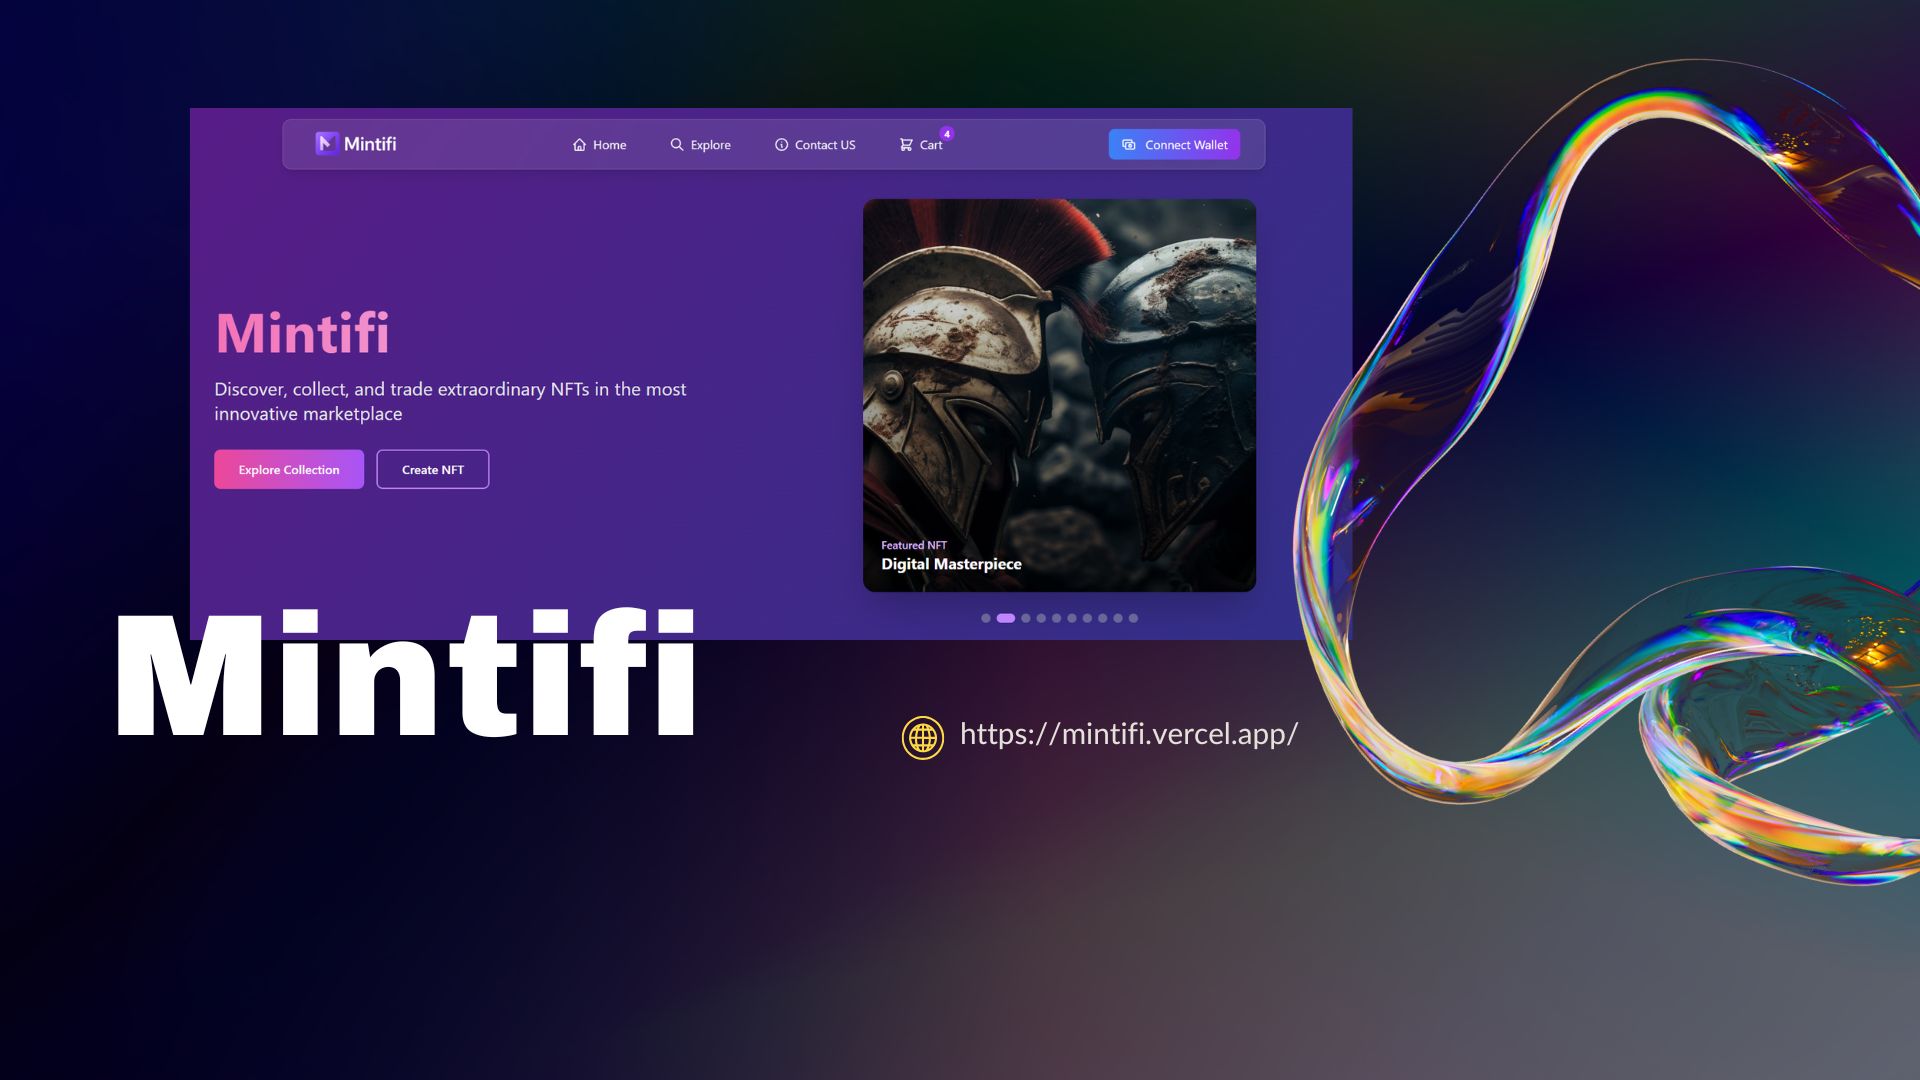 Mintifi
Home
Explore
Contact US
Cart
4
Connect Wallet
Mintifi
Discover, collect, and trade extraordinary NFTs in the most
innovative marketplace
Explore Collection
Create NFT
Featured NFT
Digital Masterpiece
Mintifi
https://mintifi.vercel.app/